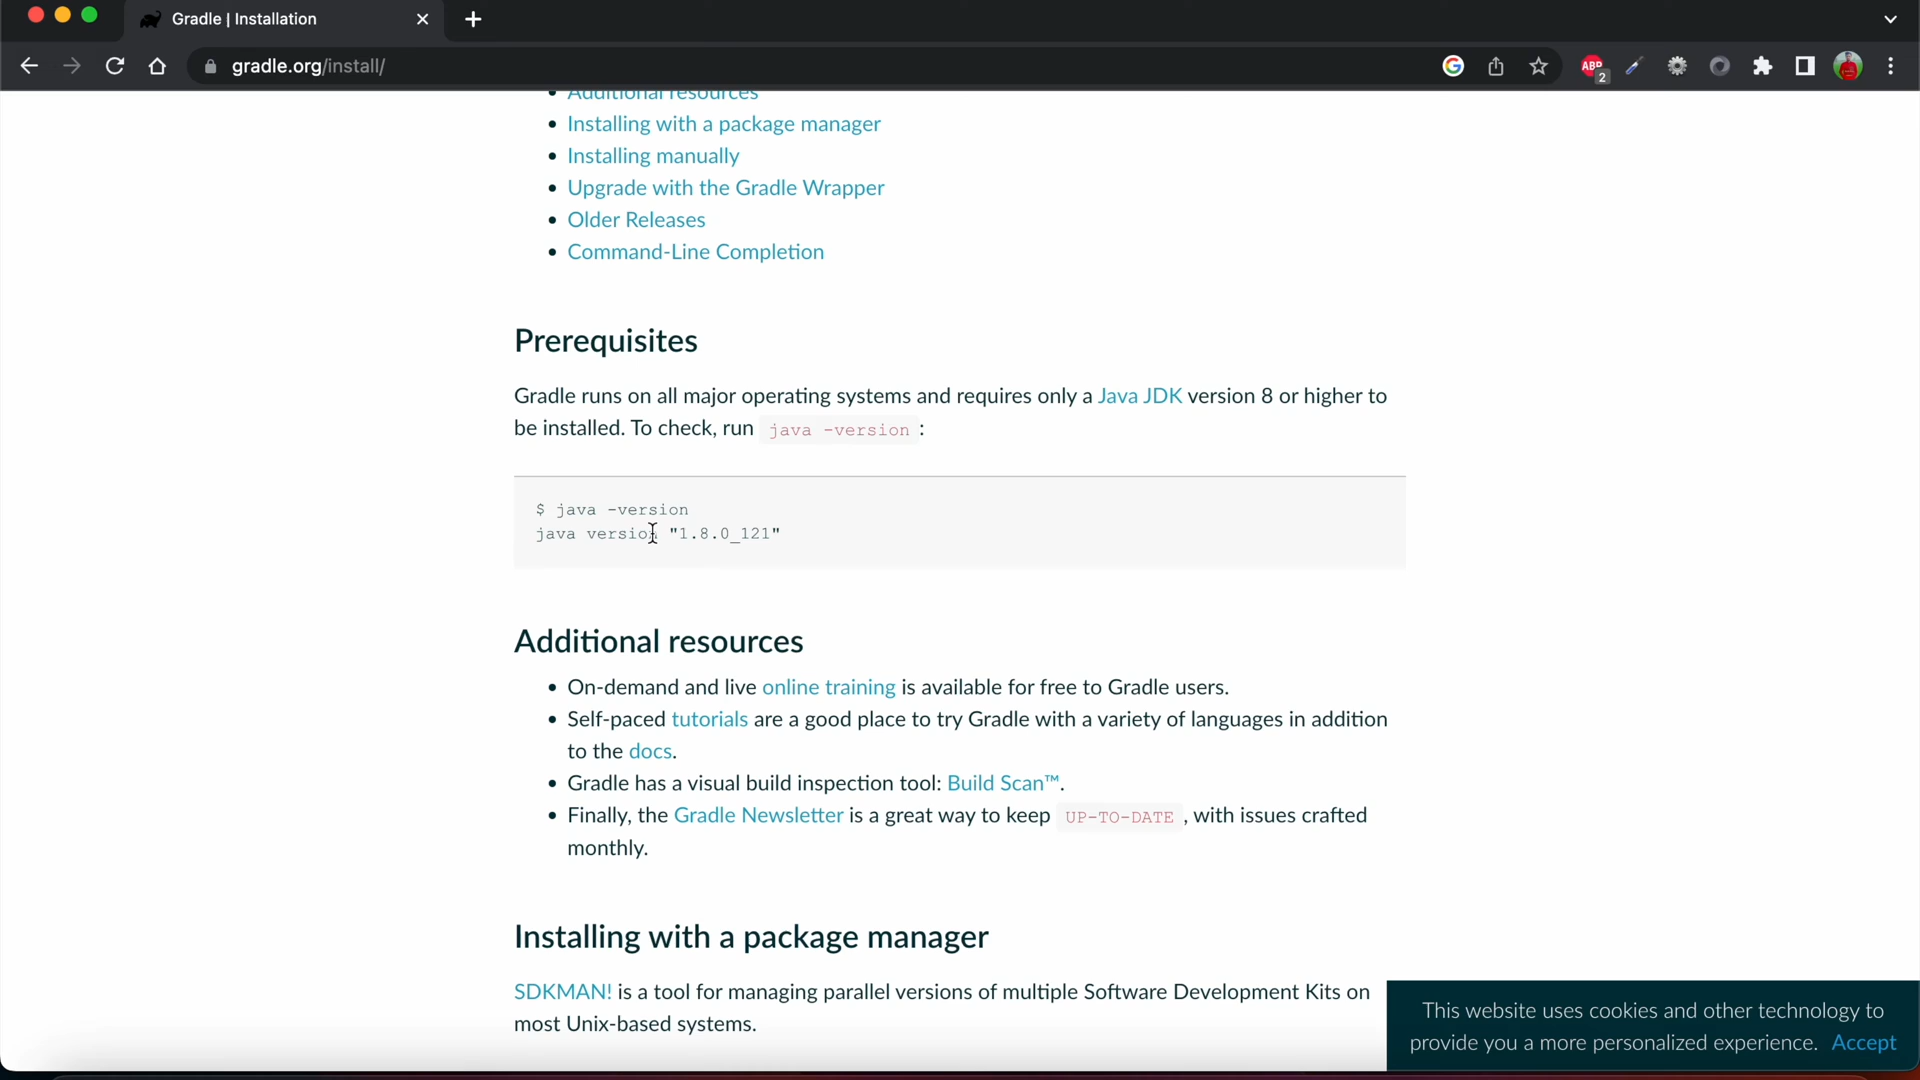 Gradle | Installation
gradle.org/install/
ABP
2
Additional resources
Installing with a package manager
Installing manually
Upgrade with the Gradle Wrapper
Older Releases
Command-Line Completion
Prerequisites
Gradle runs on all major operating systems and requires only a Java JDK version 8 or higher to
be installed. To check, run java -version :
$ java -version
java version "1.8.0_121"
Additional resources
On-demand and live online training is available for free to Gradle users.
Self-paced tutorials are a good place to try Gradle with a variety of languages in addition
to the docs.
Gradle has a visual build inspection tool: Build Scan™.
Finally, the Gradle Newsletter is a great way to keep UP-TO-DATE , with issues crafted
monthly.
Installing with a package manager
SDKMAN! is a tool for managing parallel versions of multiple Software Development Kits on
most Unix-based systems.
This website uses cookies and other technology to
provide you a more personalized experience. Accept